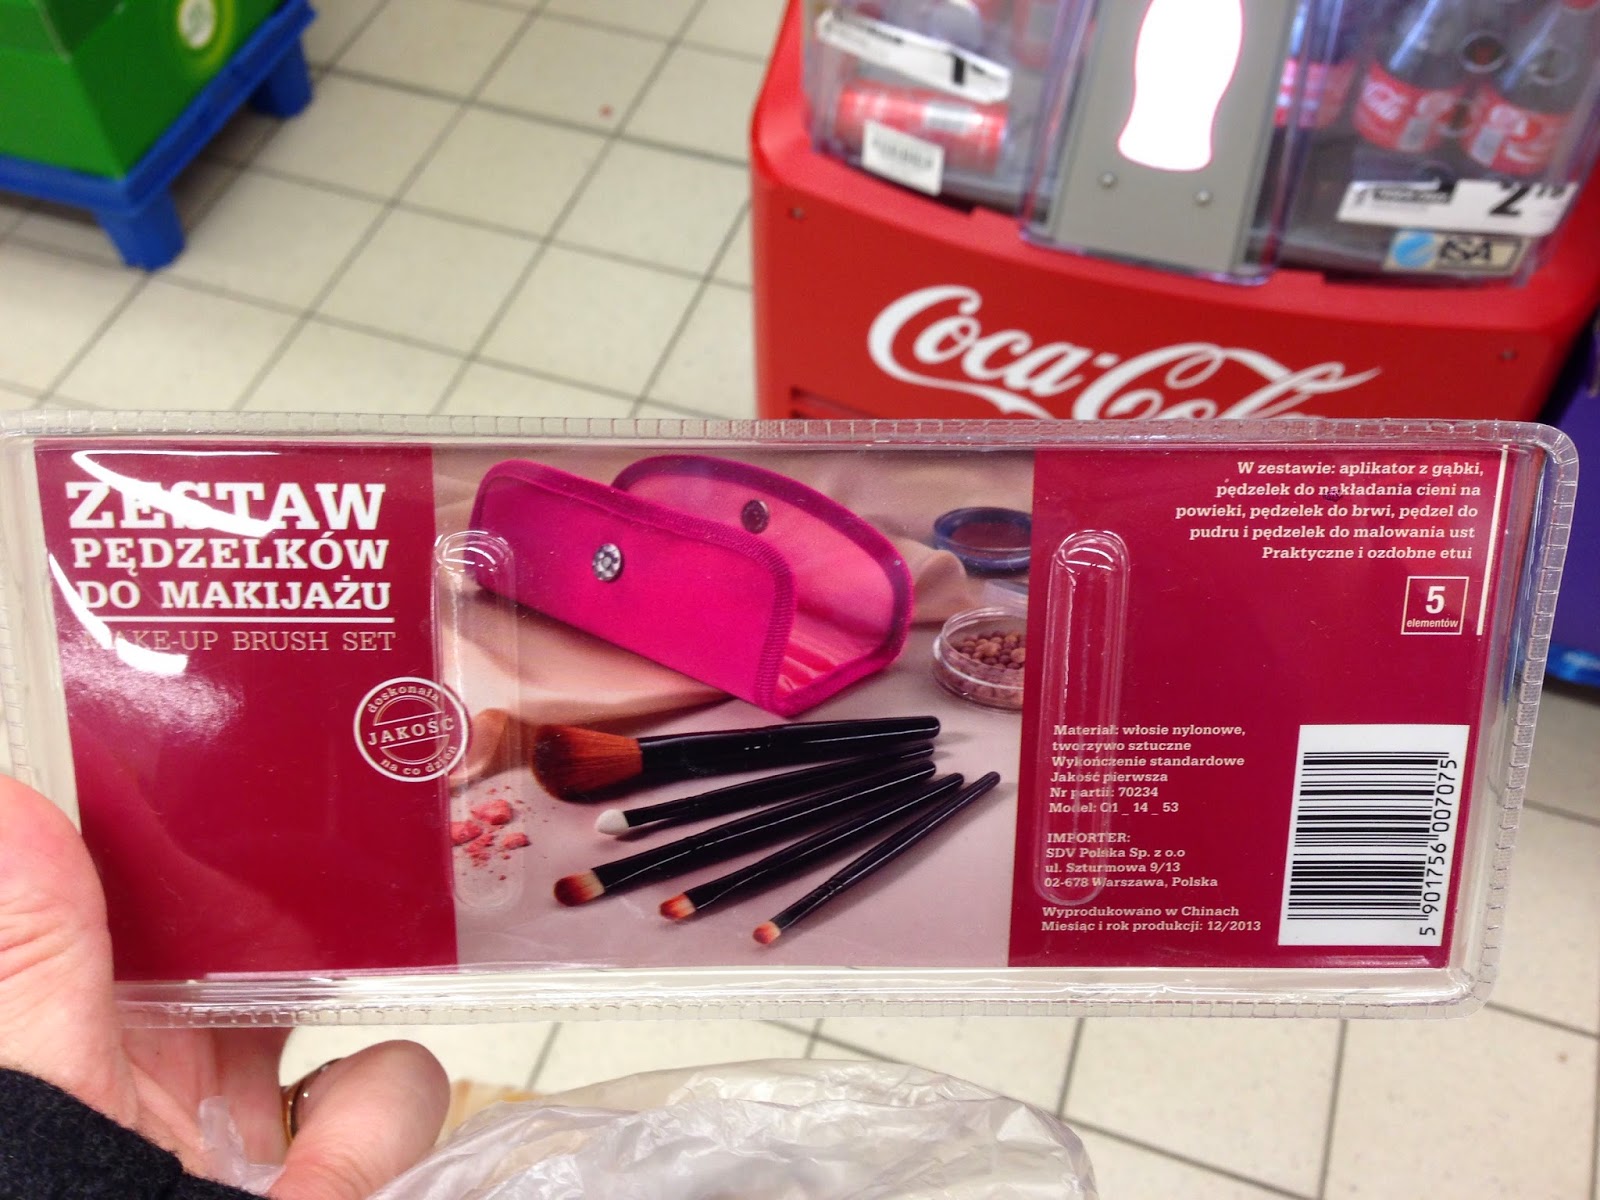 Coca-Cola
ZESTAW
PĘDZELKÓW
DO MAKIJAŻU
MAKE-UP BRUSH SET
doskonała
JAKOŚĆ
na co dzień
W zestawie: aplikator z gąbki,
pędzelek do nakładania cieni na
powieki, pędzelek do brwi, pędzel do
pudru i pędzelek do malowania ust
Praktyczne i ozdobne etui
5
elementów
Materiał: włosie nylonowe,
tworzywo sztuczne
Wykończenie standardowe
Jakość pierwsza
Nr partii: 70234
Model: 01 _ 14 _ 53
IMPORTER:
SDV Polska Sp. z o.o
ul. Szturmowa 9/13
02-678 Warszawa, Polska
Wyprodukowano w Chinach
Miesiąc i rok produkcji: 12/2013
5 901756 007075